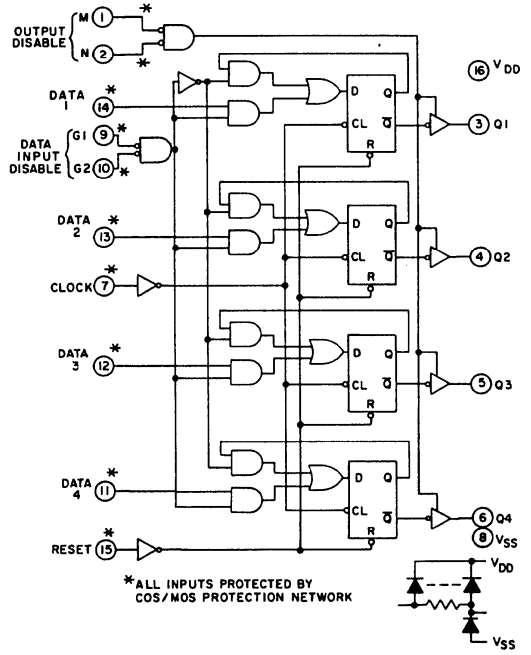 OUTPUT DISABLE
M 1 *
N 2 *
16 VDD
DATA 1 14 *
D Q
CL Q̅
R
3 Q1
DATA INPUT DISABLE
G1 9 *
G2 10 *
DATA 2 13 *
D Q
CL Q̅
R
4 Q2
CLOCK 7 *
DATA 3 12 *
D Q
CL Q̅
R
5 Q3
DATA 4 11 *
D Q
CL Q̅
R
6 Q4
8 VSS
RESET 15 *
*ALL INPUTS PROTECTED BY
COS/MOS PROTECTION NETWORK
VDD
VSS